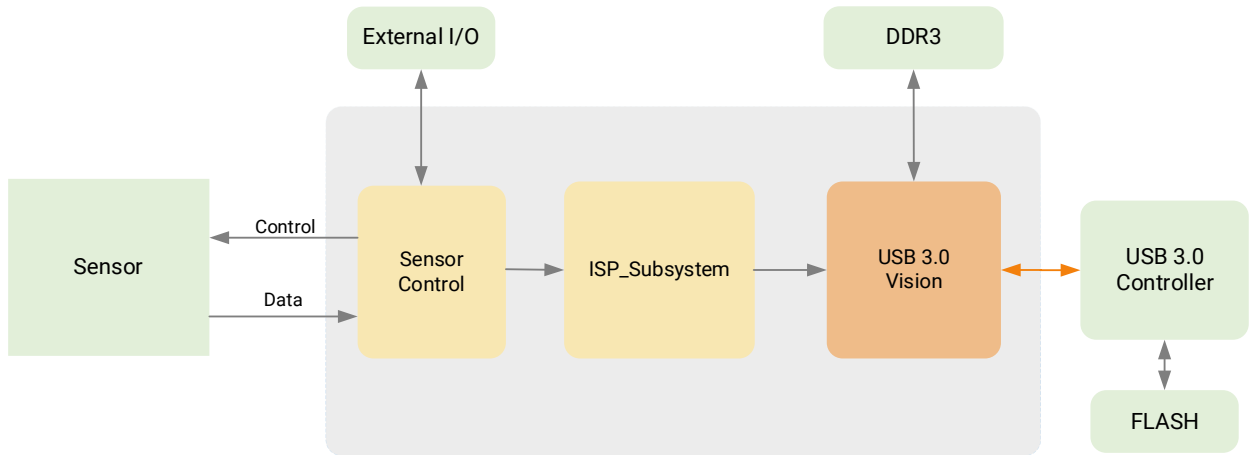 External I/O
DDR3
Sensor
Control
Data
Sensor
Control
ISP_Subsystem
USB 3.0
Vision
USB 3.0
Controller
FLASH